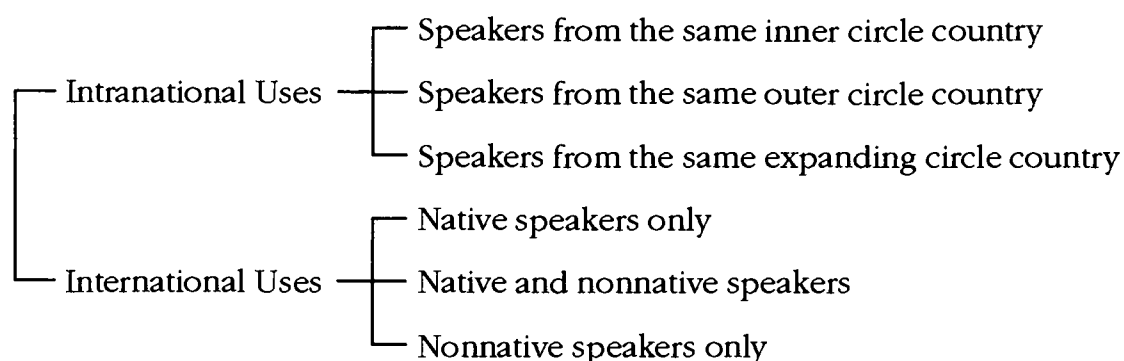 Speakers from the same inner circle country
Intranational Uses
Speakers from the same outer circle country
Speakers from the same expanding circle country
Native speakers only
International Uses
Native and nonnative speakers
Nonnative speakers only